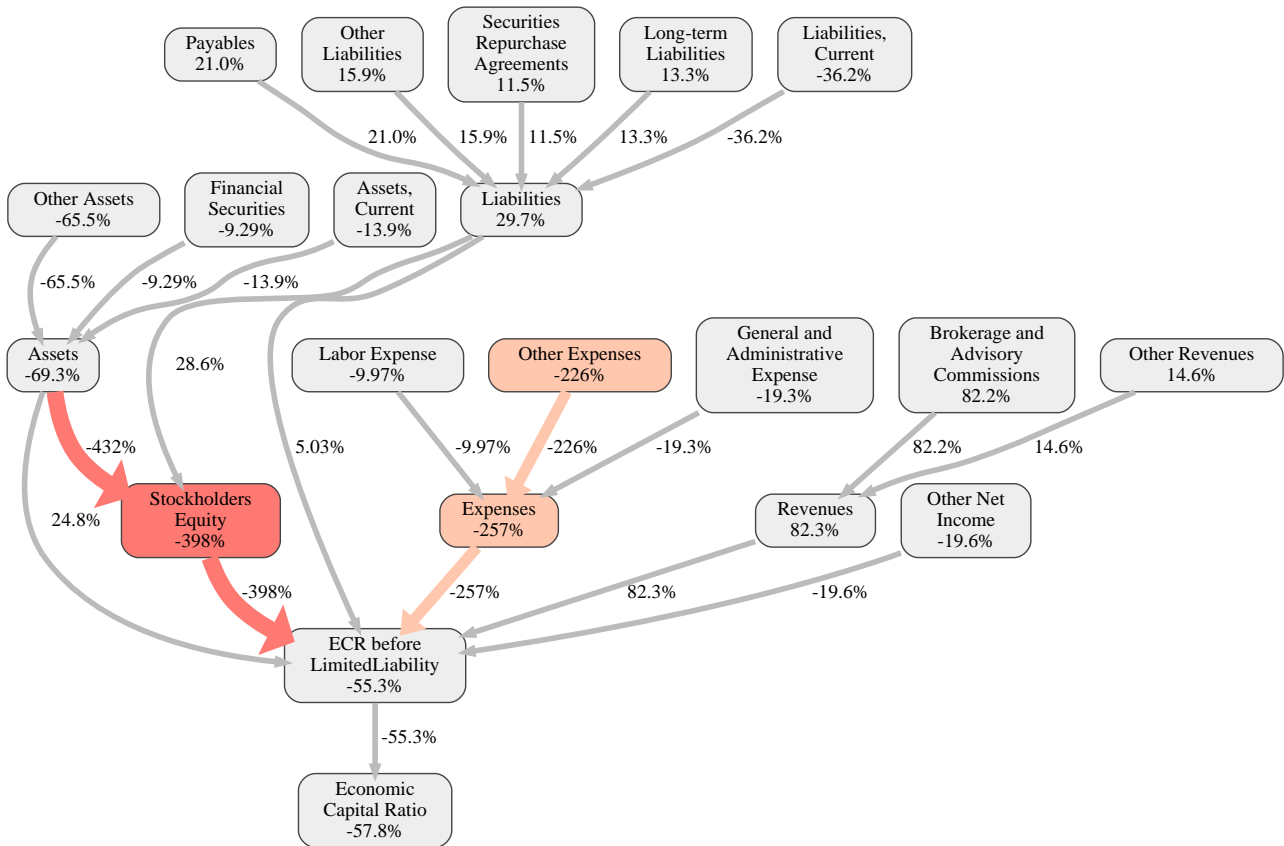 Payables
21.0%
Other
Liabilities
15.9%
Securities
Repurchase
Agreements
11.5%
Long-term
Liabilities
13.3%
Liabilities,
Current
-36.2%
21.0%
15.9%
11.5%
13.3%
-36.2%
Other Assets
-65.5%
Financial
Securities
-9.29%
Assets,
Current
-13.9%
Liabilities
29.7%
-65.5%
-9.29%
-13.9%
Assets
-69.3%
28.6%
Labor Expense
-9.97%
Other Expenses
-226%
General and
Administrative
Expense
-19.3%
Brokerage and
Advisory
Commissions
82.2%
Other Revenues
14.6%
-432%
5.03%
-9.97%
-226%
-19.3%
82.2%
14.6%
24.8%
Stockholders
Equity
-398%
Expenses
-257%
Revenues
82.3%
Other Net
Income
-19.6%
-398%
-257%
82.3%
-19.6%
ECR before
LimitedLiability
-55.3%
-55.3%
Economic
Capital Ratio
-57.8%